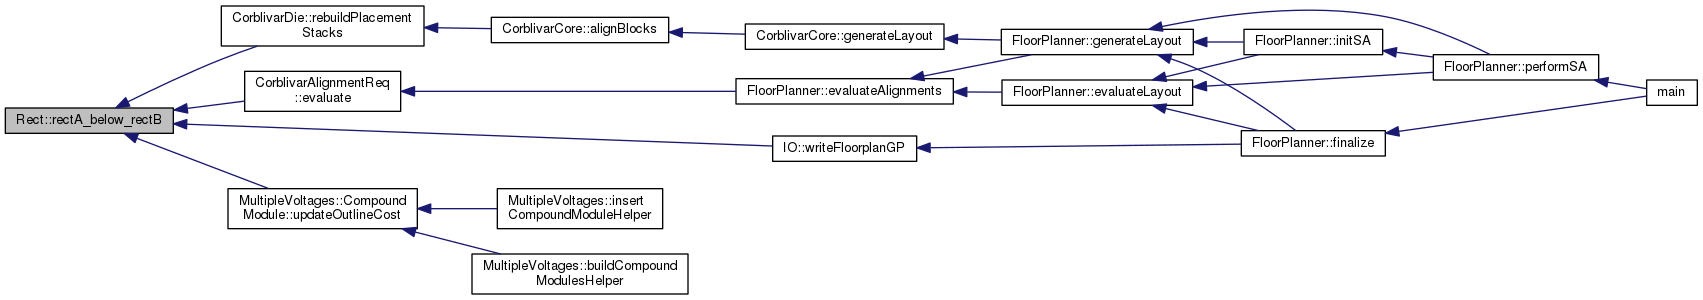 Rect::rectA_below_rectB
CorblivarDie::rebuildPlacement
Stacks
CorblivarCore::alignBlocks
CorblivarCore::generateLayout
FloorPlanner::generateLayout
FloorPlanner::initSA
FloorPlanner::performSA
main
CorblivarAlignmentReq
::evaluate
FloorPlanner::evaluateAlignments
FloorPlanner::evaluateLayout
FloorPlanner::finalize
IO::writeFloorplanGP
MultipleVoltages::Compound
Module::updateOutlineCost
MultipleVoltages::insert
CompoundModuleHelper
MultipleVoltages::buildCompound
ModulesHelper